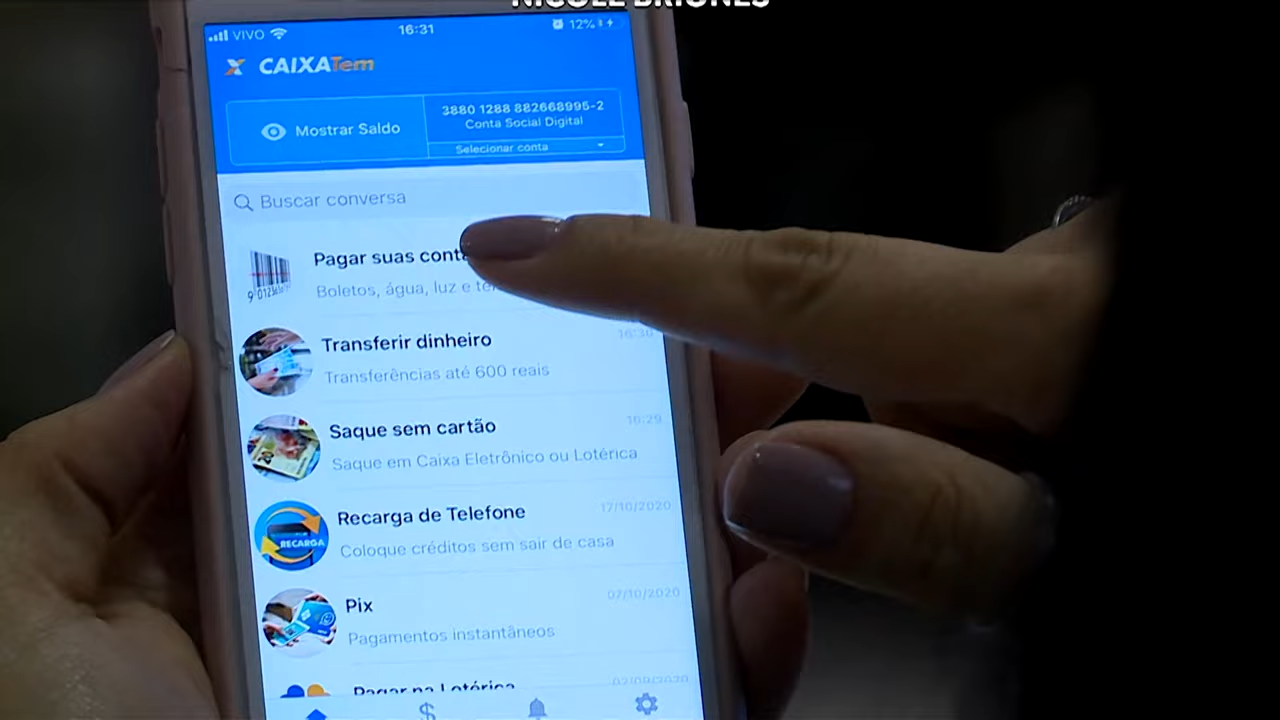 NICOLE BRIONES
VIVO
16:31
12%
CAIXATem
Mostrar Saldo
3880 1288 882668995-2
Conta Social Digital
Selecionar conta
Buscar conversa
Pagar suas cont
Boletos, água, luz e te
Transferir dinheiro
16:30
Transferências até 600 reais
Saque sem cartão
16:29
Saque em Caixa Eletrônico ou Lotérica
Recarga de Telefone
17/10/2020
RECARGA
Coloque créditos sem sair de casa
Pix
07/10/2020
Pagamentos instantâneos
Pagar na Lotérica